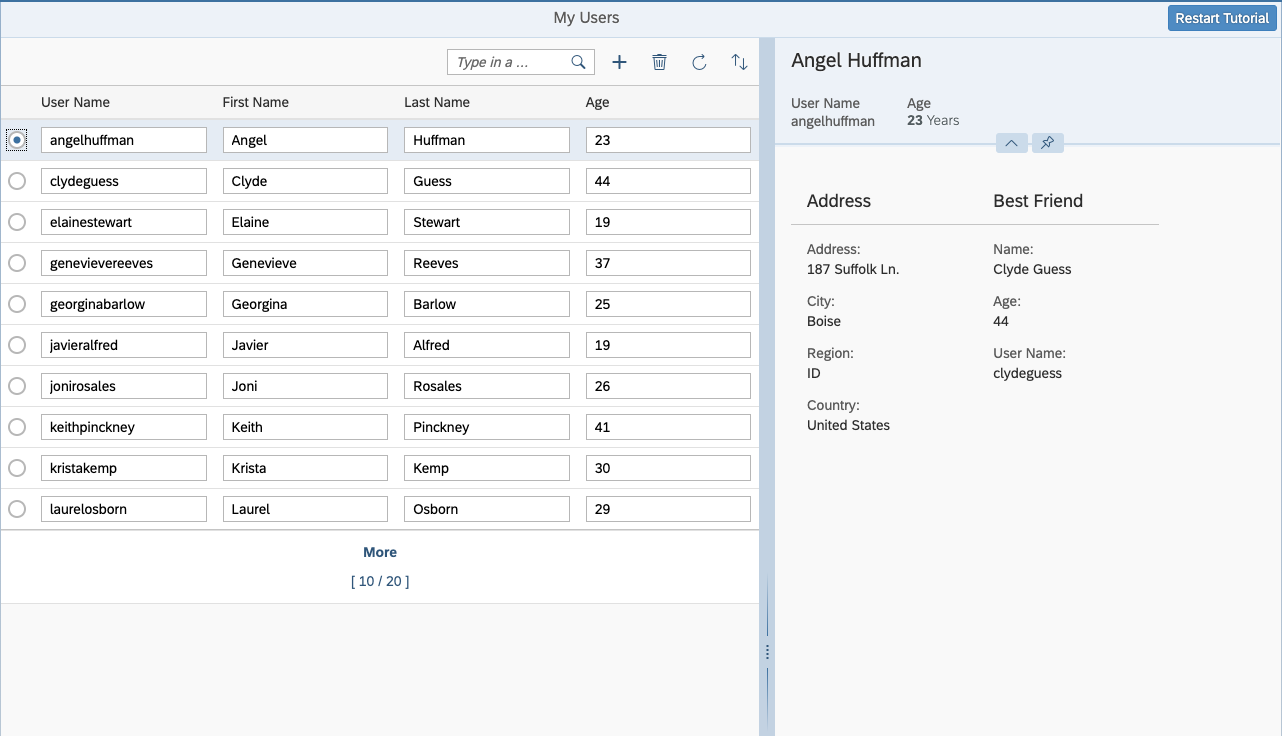 My Users
Restart Tutorial
Type in a ...
User Name First Name Last Name Age
angelhuffman Angel Huffman 23
clydeguess Clyde Guess 44
elainestewart Elaine Stewart 19
genevievereeves Genevieve Reeves 37
georginabarlow Georgina Barlow 25
javieralfred Javier Alfred 19
jonirosales Joni Rosales 26
keithpinckney Keith Pinckney 41
kristakemp Krista Kemp 30
laurelosborn Laurel Osborn 29
More
[ 10 / 20 ]
Angel Huffman
User Name Age
angelhuffman 23 Years
Address Best Friend
Address: Name:
187 Suffolk Ln. Clyde Guess
City: Age:
Boise 44
Region: User Name:
ID clydeguess
Country:
United States